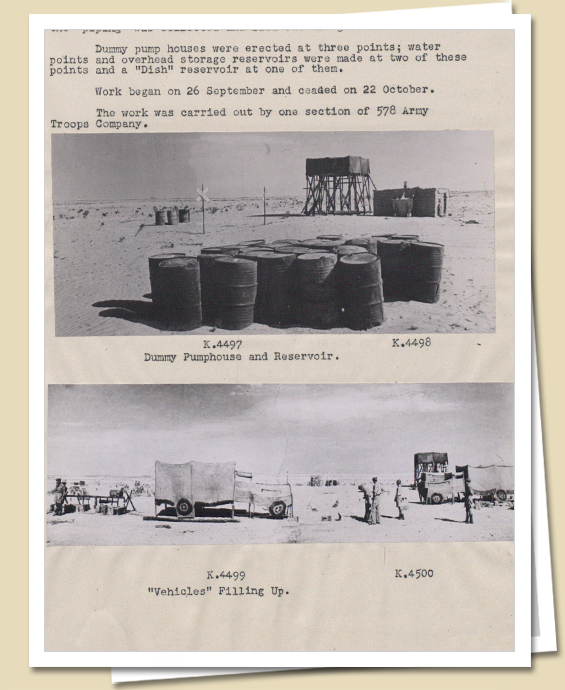 Dummy pump houses were erected at three points; water
points and overhead storage reservoirs were made at two of these
points and a "Dish" reservoir at one of them.
Work began on 26 September and ceaded on 22 October.
The work was carried out by one section of 578 Army
Troops Company.
K.4497 K.4498
Dummy Pumphouse and Reservoir.
K.4499 K.4500
"Vehicles" Filling Up.